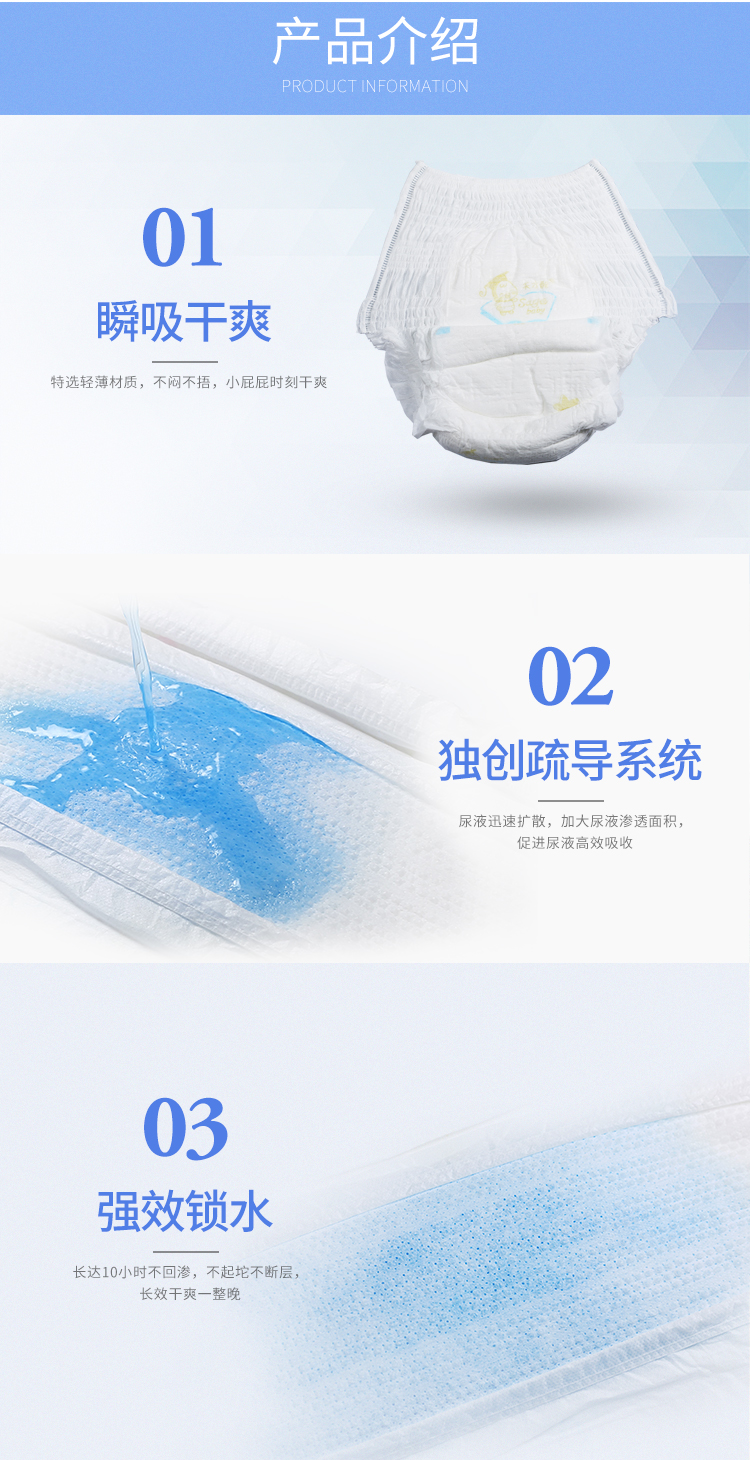 产品介绍
PRODUCT INFORMATION
01
瞬吸干爽
特选轻薄材质，不闷不捂，小屁屁时刻干爽
02
独创疏导系统
尿液迅速扩散，加大尿液渗透面积，
促进尿液高效吸收
03
强效锁水
长达10小时不回渗，不起坨不断层，
长效干爽一整晚